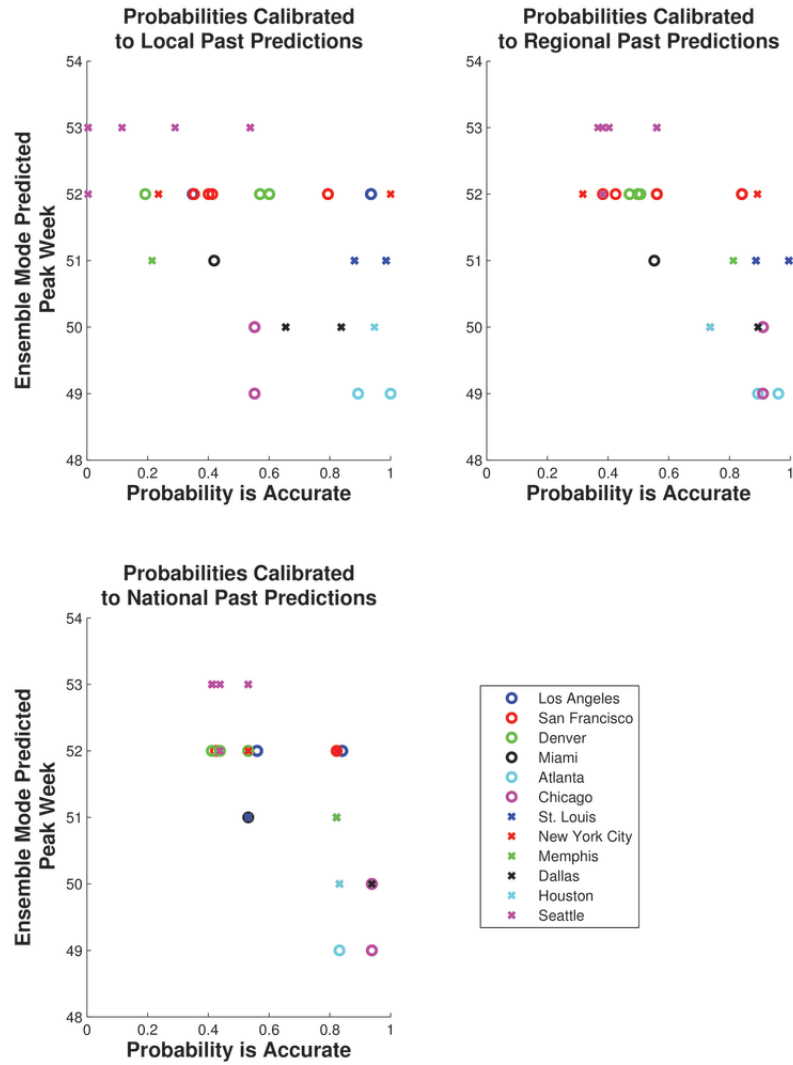 Probabilities Calibrated
to Local Past Predictions
54
53
52
51
50
49
48
0
0.2
0.4
0.6
0.8
1
Ensemble Mode Predicted
Peak Week
Probability is Accurate
Probabilities Calibrated
to Regional Past Predictions
54
53
52
51
50
49
48
0
0.2
0.4
0.6
0.8
1
Probability is Accurate
Probabilities Calibrated
to National Past Predictions
54
53
52
51
50
49
48
0
0.2
0.4
0.6
0.8
1
Ensemble Mode Predicted
Peak Week
Probability is Accurate
Los Angeles
San Francisco
Denver
Miami
Atlanta
Chicago
St. Louis
New York City
Memphis
Dallas
Houston
Seattle